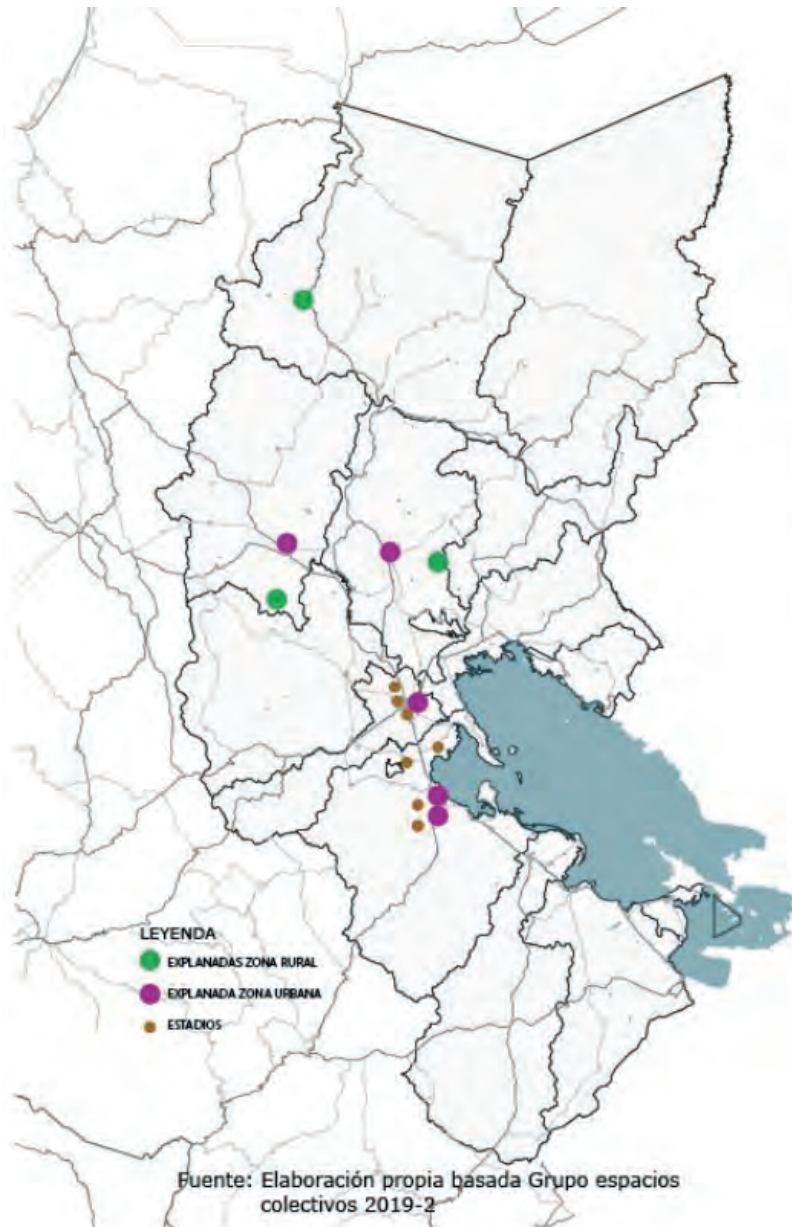 LEYENDA
EXPLANADAS ZONA RURAL
EXPLANADA ZONA URBANA
ESTADIOS
Fuente: Elaboración propia basada Grupo espacios
colectivos 2019-2